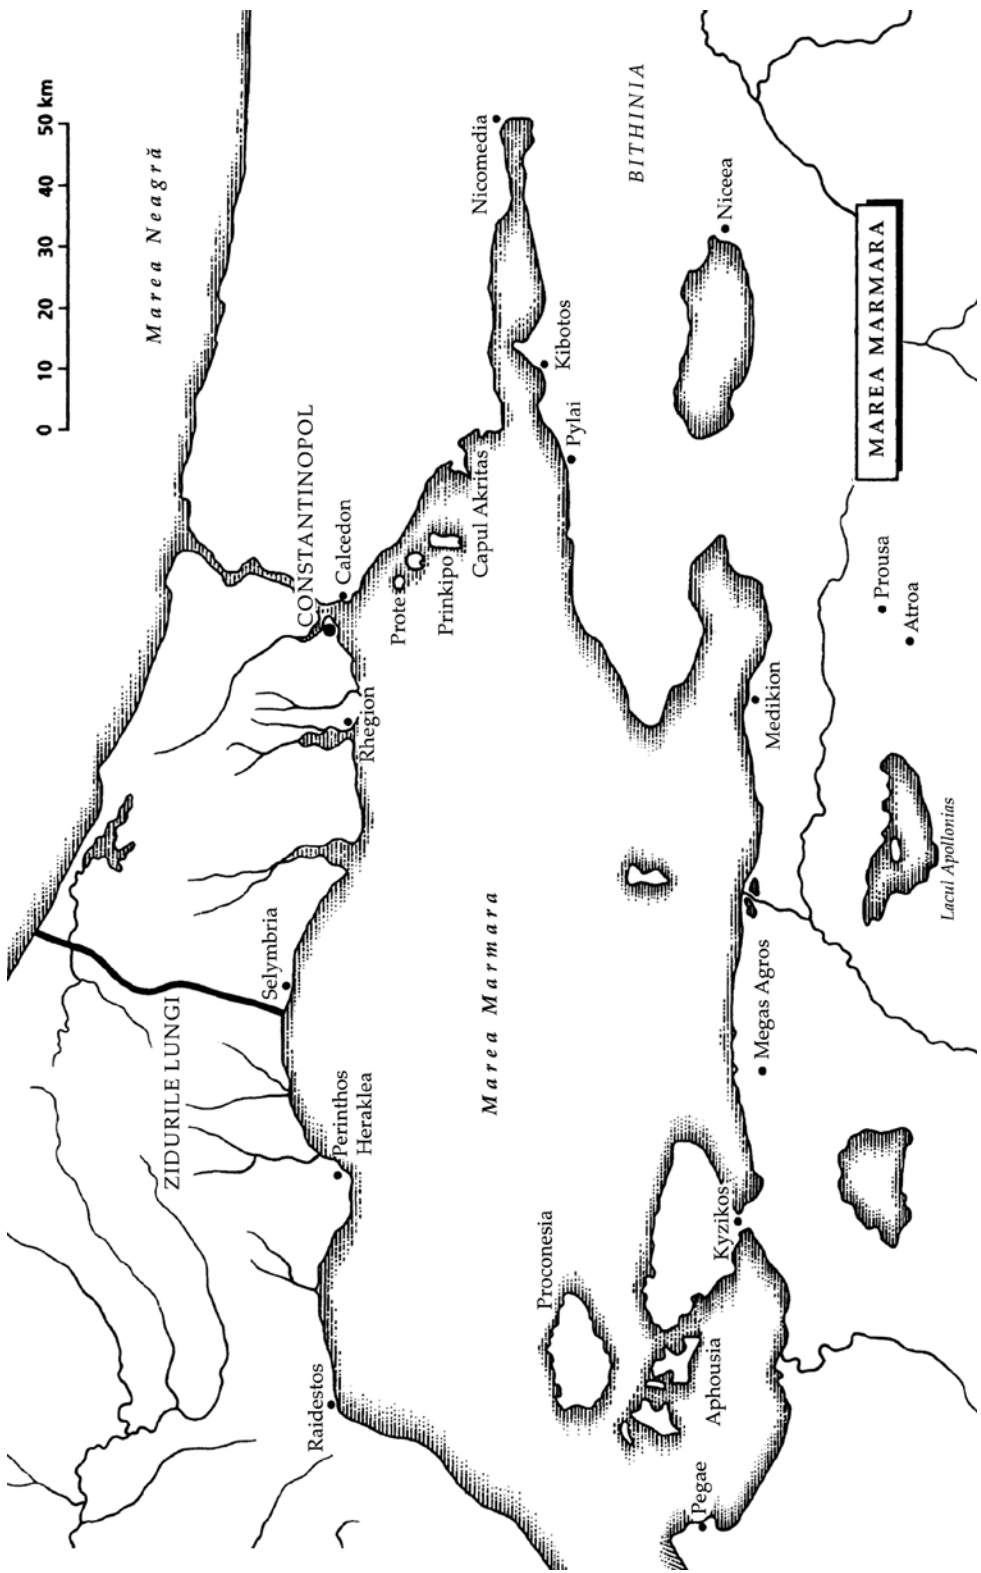 0 10 20 30 40 50 km
Marea Neagră
CONSTANTINOPOL
Calcedon
Rhegion
Selymbria
ZIDURILE LUNGI
Perinthos
Heraklea
Raidestos
Prote
Prinkipo
Capul Akritas
Nicomedia
Kibotos
Pylai
BITHINIA
Niceea
Marea Marmara
Proconesia
Aphousia
Kyzikos
Pegae
Megas Agros
Medikion
Prousa
Atroa
Lacul Apollonias
MAREA MARMARA